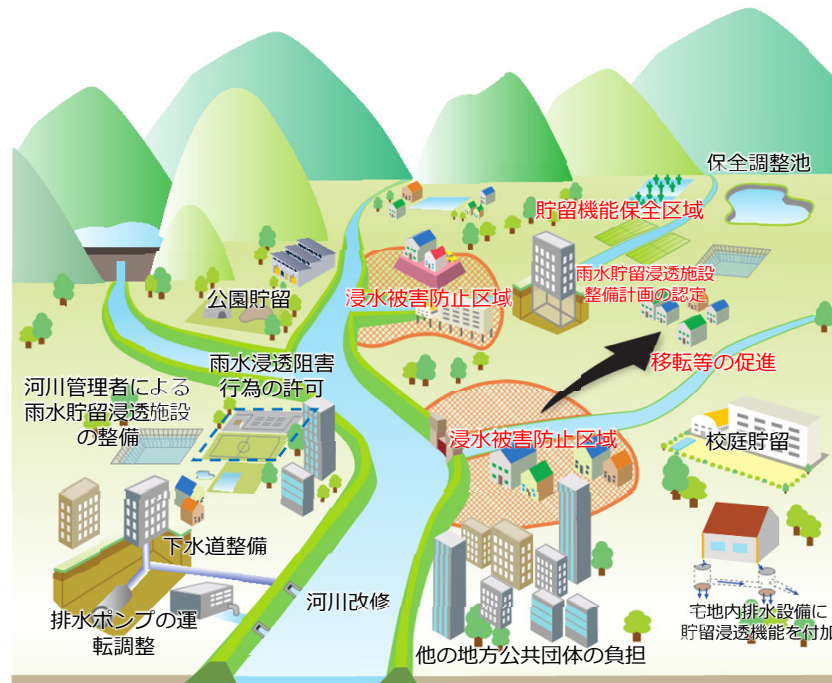 保全調整池
貯留機能保全区域
雨水貯留浸透施設
整備計画の認定
公園貯留
浸水被害防止区域
移転等の促進
雨水浸透阻害
行為の許可
河川管理者による
雨水貯留浸透施設
の整備
浸水被害防止区域
校庭貯留
下水道整備
排水ポンプの運
転調整
河川改修
宅地内排水設備に
貯留浸透機能を付加
他の地方公共団体の負担